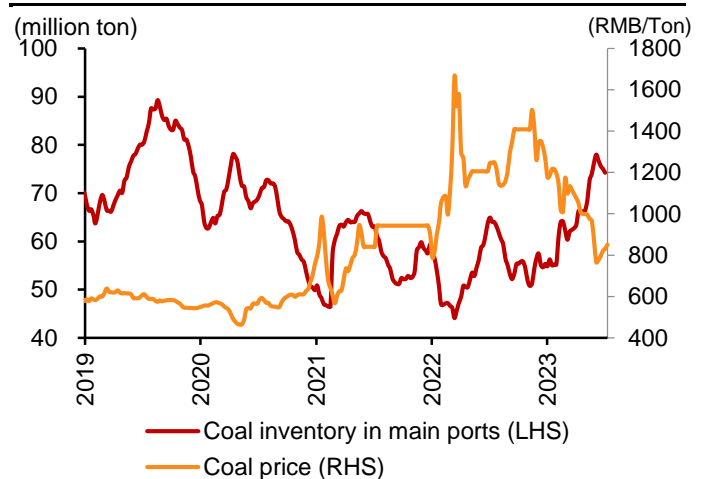 (million ton) (RMB/Ton)
100 1800
90 1600
80 1400
70 1200
60 1000
50 800
40 600
400
2019 2020 2021 2022 2023
Coal inventory in main ports (LHS)
Coal price (RHS)